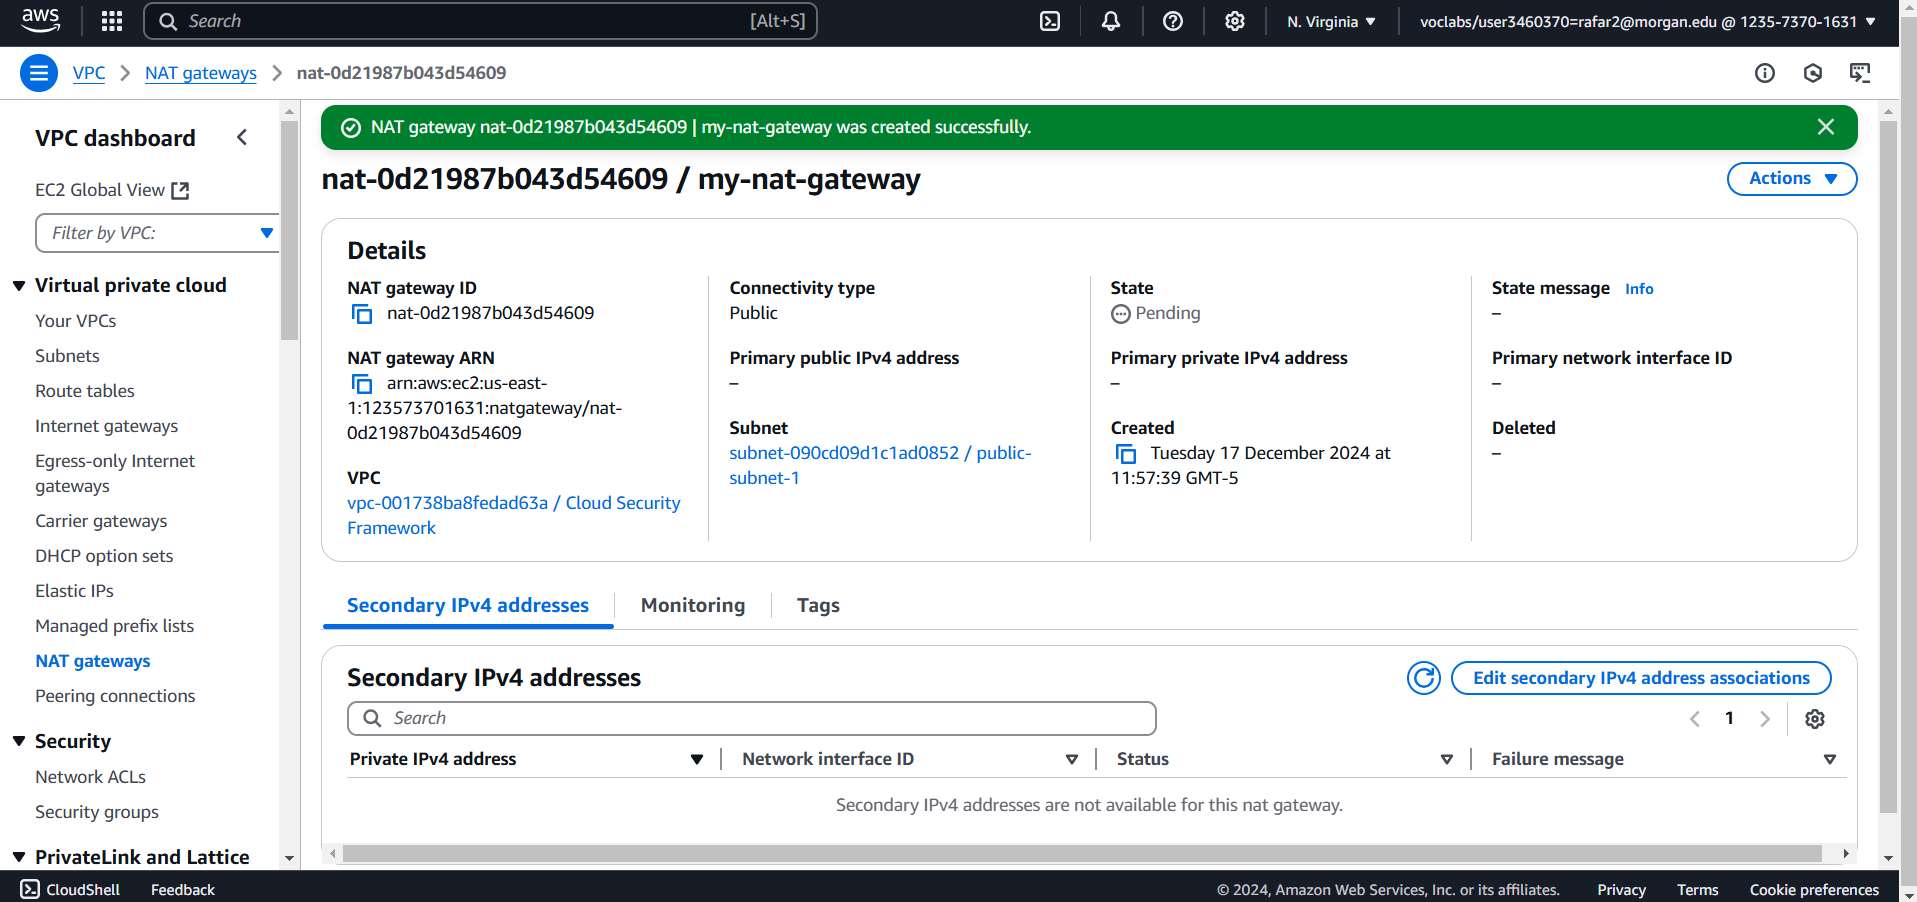 aws
Search
[Alt+S]
N. Virginia
voclabs/user3460370=rafar2@morgan.edu @ 1235-7370-1631
VPC
NAT gateways
nat-0d21987b043d54609
VPC dashboard
EC2 Global View
Filter by VPC:
Virtual private cloud
Your VPCs
Subnets
Route tables
Internet gateways
Egress-only Internet
gateways
Carrier gateways
DHCP option sets
Elastic IPs
Managed prefix lists
NAT gateways
Peering connections
Security
Network ACLs
Security groups
PrivateLink and Lattice
NAT gateway nat-0d21987b043d54609 | my-nat-gateway was created successfully.
nat-0d21987b043d54609 / my-nat-gateway
Actions
Details
NAT gateway ID
nat-0d21987b043d54609
NAT gateway ARN
arn:aws:ec2:us-east-
1:123573701631:natgateway/nat-
0d21987b043d54609
VPC
vpc-001738ba8fedad63a / Cloud Security
Framework
Connectivity type
Public
Primary public IPv4 address
–
Subnet
subnet-090cd09d1c1ad0852 / public-
subnet-1
State
Pending
Primary private IPv4 address
–
Created
Tuesday 17 December 2024 at
11:57:39 GMT-5
State message Info
–
Primary network interface ID
–
Deleted
–
Secondary IPv4 addresses
Monitoring
Tags
Secondary IPv4 addresses
Edit secondary IPv4 address associations
Search
1
Private IPv4 address
Network interface ID
Status
Failure message
Secondary IPv4 addresses are not available for this nat gateway.
CloudShell
Feedback
© 2024, Amazon Web Services, Inc. or its affiliates.
Privacy
Terms
Cookie preferences